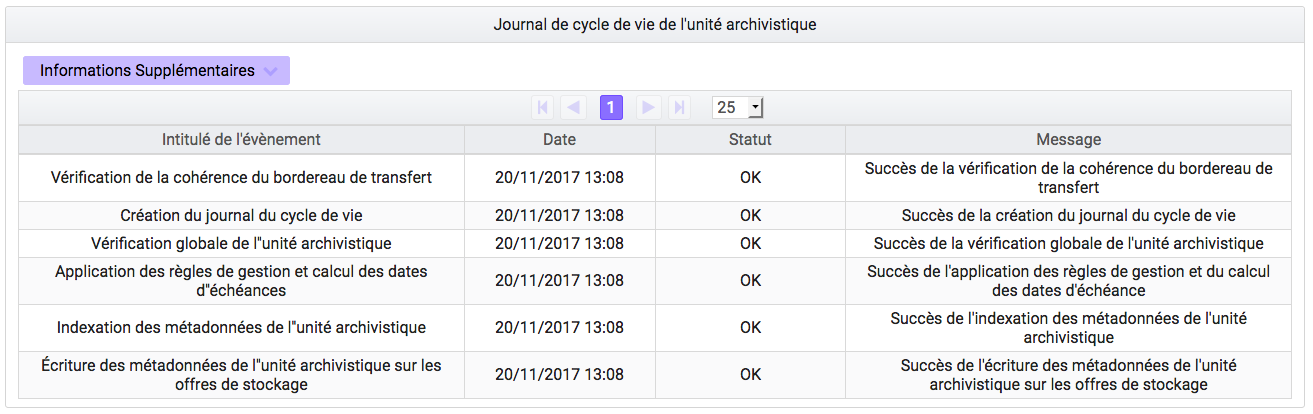 Journal de cycle de vie de l'unité archivistique
Informations Supplémentaires
1
25
Intitulé de l'évènement Date Statut Message
Vérification de la cohérence du bordereau de transfert 20/11/2017 13:08 OK Succès de la vérification de la cohérence du bordereau de
transfert
Création du journal du cycle de vie 20/11/2017 13:08 OK Succès de la création du journal du cycle de vie
Vérification globale de l''unité archivistique 20/11/2017 13:08 OK Succès de la vérification globale de l'unité archivistique
Application des règles de gestion et calcul des dates
d''échéances 20/11/2017 13:08 OK Succès de l'application des règles de gestion et du calcul
des dates d'échéance
Indexation des métadonnées de l''unité archivistique 20/11/2017 13:08 OK Succès de l'indexation des métadonnées de l'unité
archivistique
Écriture des métadonnées de l''unité archivistique sur les
offres de stockage 20/11/2017 13:08 OK Succès de l'écriture des métadonnées de l'unité
archivistique sur les offres de stockage